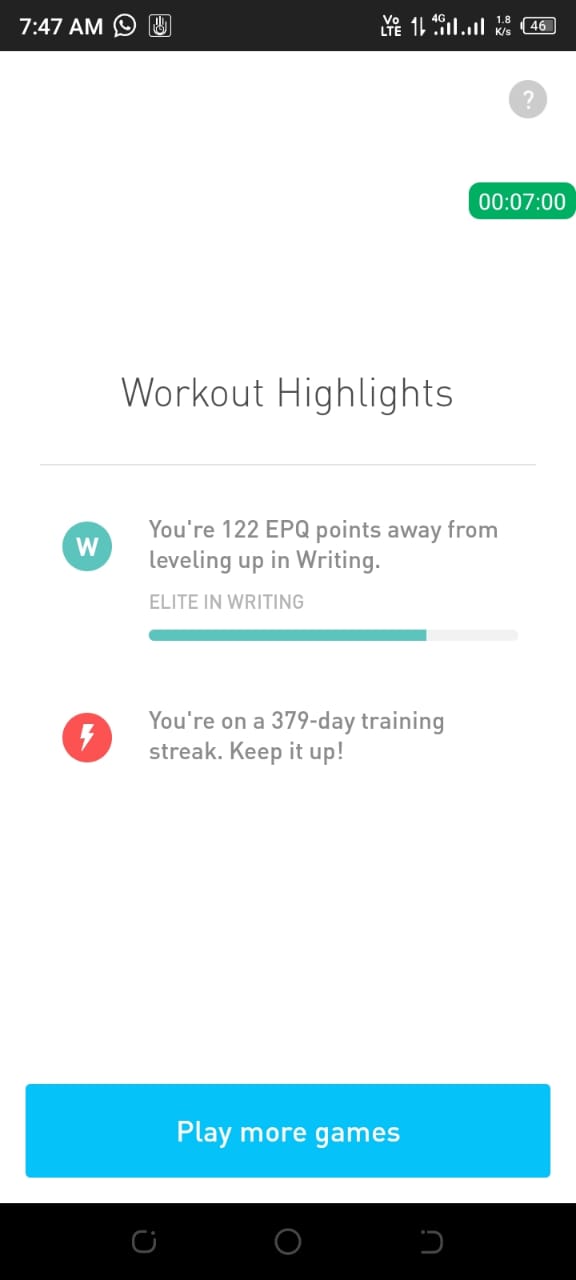 7:47 AM
Vo LTE 4G 1.8 K/s 46
?
00:07:00
Workout Highlights
W
You're 122 EPQ points away from
leveling up in Writing.
ELITE IN WRITING
You're on a 379-day training
streak. Keep it up!
Play more games